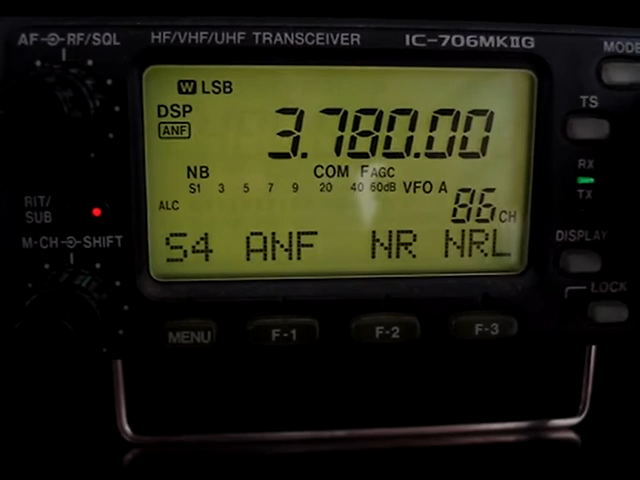 AF-RF/SQL HF/VHF/UHF TRANSCEIVER IC-706MKIIG
MODE
W LSB
DSP
ANF
3.780.00
TS
NB COM FAGC
S1 3 5 7 9 20 40 60dB VFO A
RX
TX
ALC
86 CH
RIT/
SUB
M-CH-SHIFT
S4 ANF NR NRL
DISPLAY
LOCK
MENU F-1 F-2 F-3